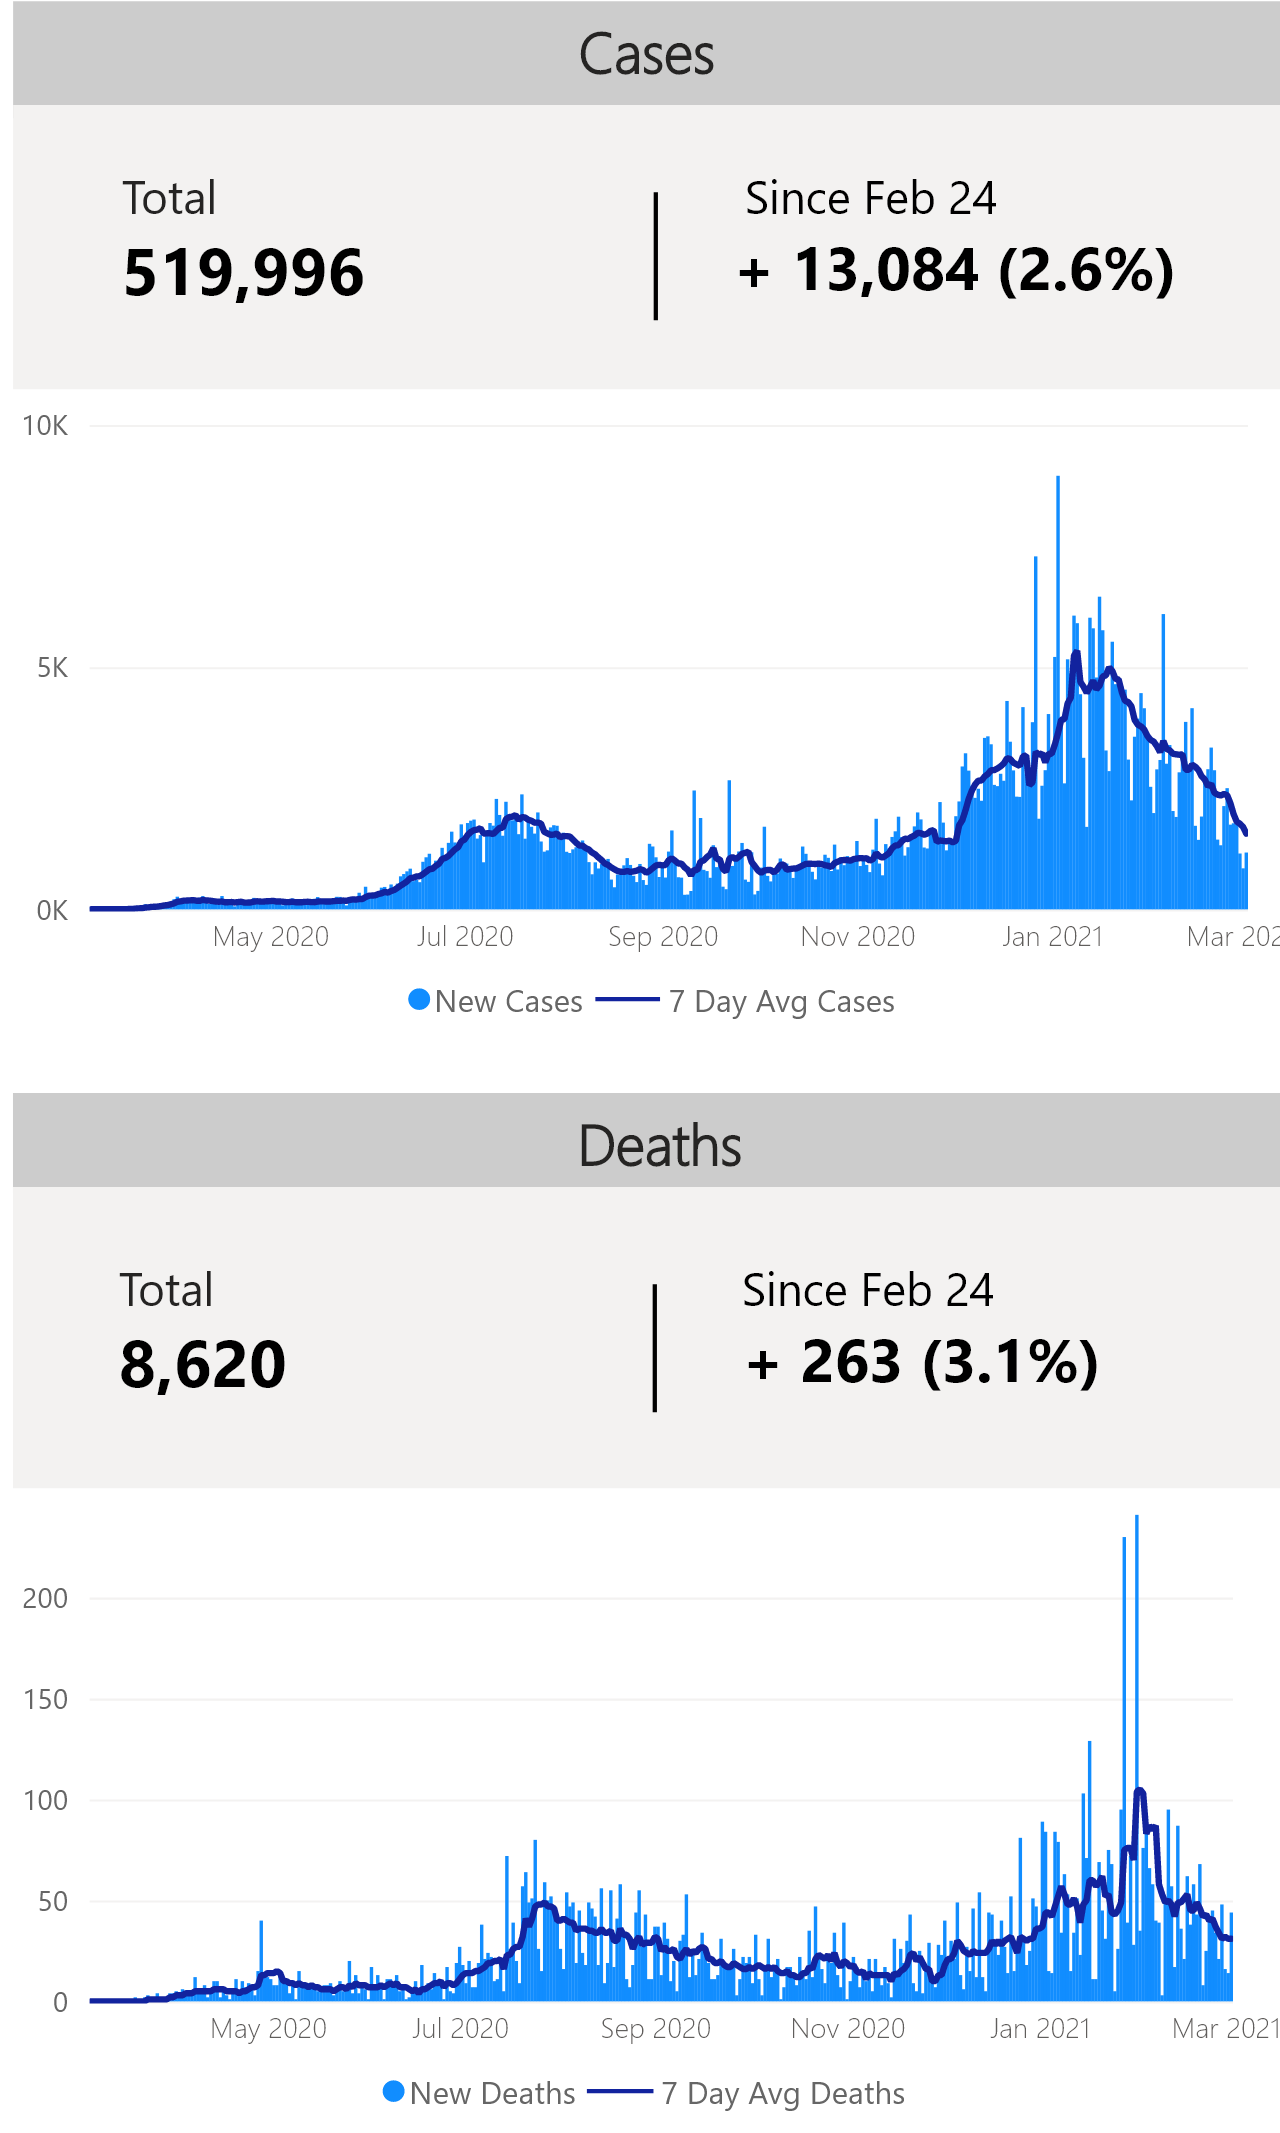 Cases
Total
519,996
Since Feb 24
+ 13,084 (2.6%)
10K
5K
0K
May 2020 Jul 2020 Sep 2020 Nov 2020 Jan 2021 Mar 202
New Cases 7 Day Avg Cases
Deaths
Total
8,620
Since Feb 24
+ 263 (3.1%)
200
150
100
50
0
May 2020 Jul 2020 Sep 2020 Nov 2020 Jan 2021 Mar 2021
New Deaths 7 Day Avg Deaths